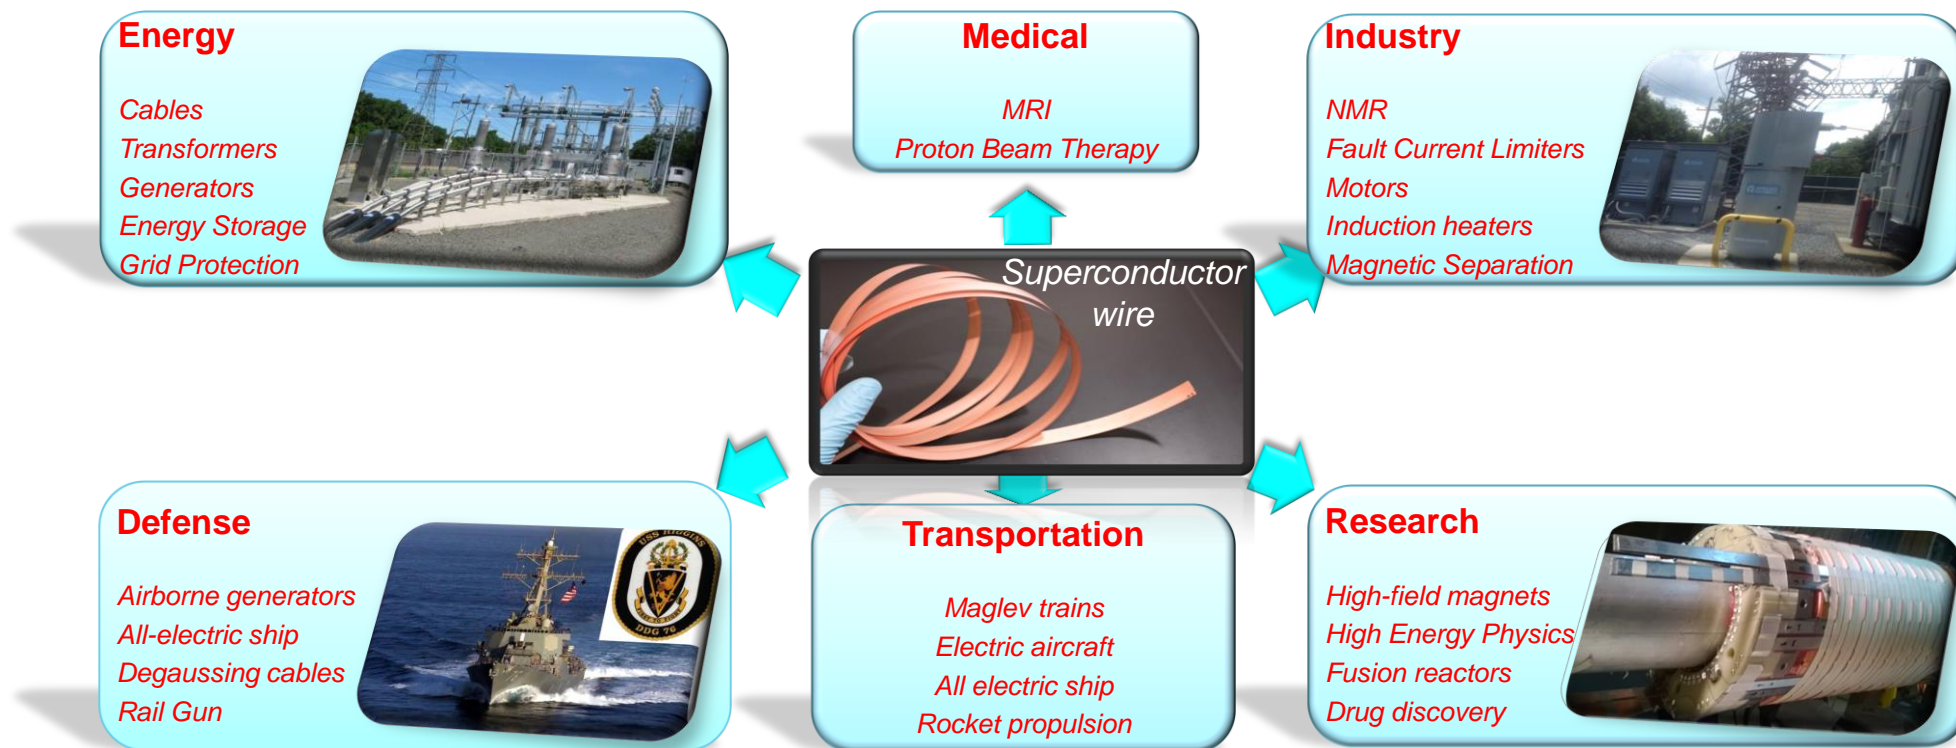 Energy
Cables
Transformers
Generators
Energy Storage
Grid Protection
Medical
MRI
Proton Beam Therapy
Industry
NMR
Fault Current Limiters
Motors
Induction heaters
Magnetic Separation
Superconductor
wire
Defense
Airborne generators
All-electric ship
Degaussing cables
Rail Gun
USS HIGGINS
DDG 76
Transportation
Maglev trains
Electric aircraft
All electric ship
Rocket propulsion
Research
High-field magnets
High Energy Physics
Fusion reactors
Drug discovery